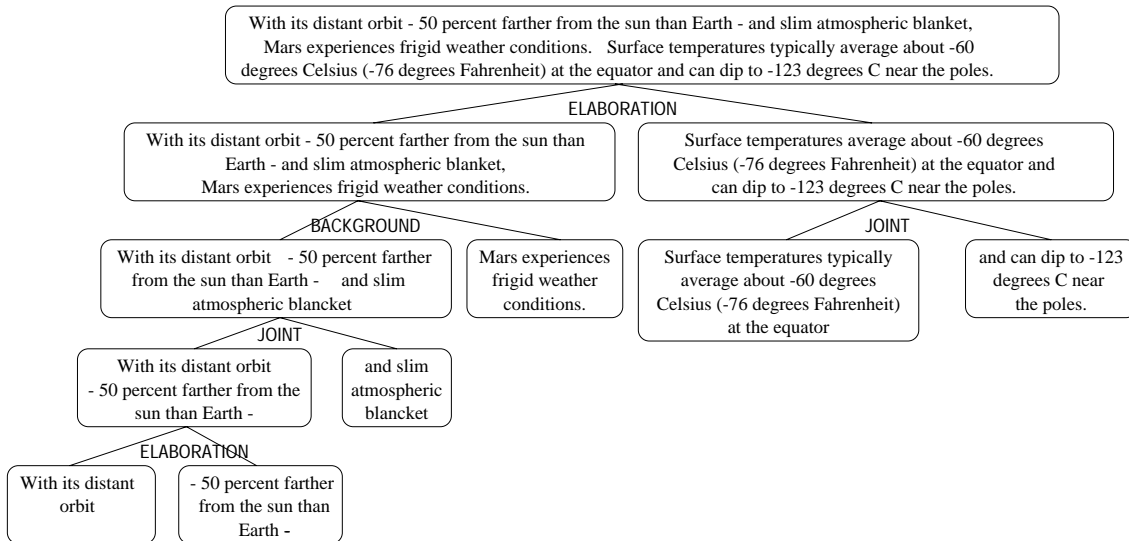 With its distant orbit - 50 percent farther from the sun than Earth - and slim atmospheric blanket,
Mars experiences frigid weather conditions. Surface temperatures typically average about -60
degrees Celsius (-76 degrees Fahrenheit) at the equator and can dip to -123 degrees C near the poles.
ELABORATION
With its distant orbit - 50 percent farther from the sun than
Earth - and slim atmospheric blanket,
Mars experiences frigid weather conditions.
Surface temperatures average about -60 degrees
Celsius (-76 degrees Fahrenheit) at the equator and
can dip to -123 degrees C near the poles.
BACKGROUND
JOINT
With its distant orbit - 50 percent farther
from the sun than Earth - and slim
atmospheric blancket
Mars experiences
frigid weather
conditions.
Surface temperatures typically
average about -60 degrees
Celsius (-76 degrees Fahrenheit)
at the equator
and can dip to -123
degrees C near
the poles.
JOINT
With its distant orbit
- 50 percent farther from the
sun than Earth -
and slim
atmospheric
blancket
ELABORATION
With its distant
orbit
- 50 percent farther
from the sun than
Earth -